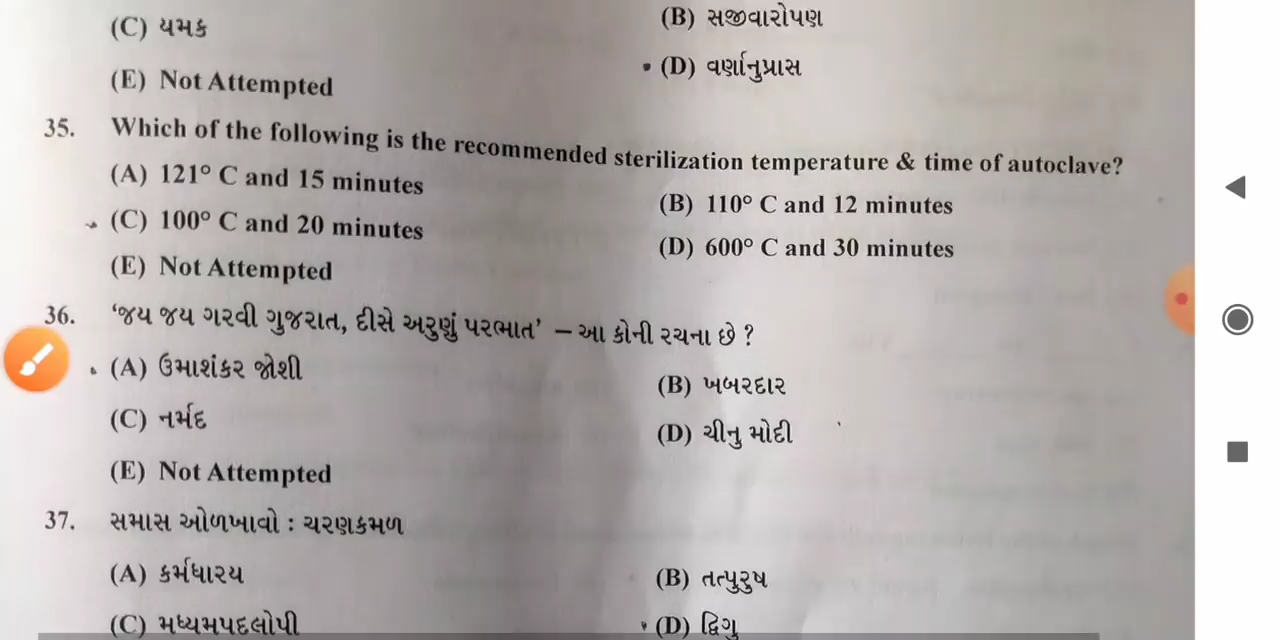 (C) યમક
(B) સજીવારોપણ
(E) Not Attempted
(D) વર્ણાનુપ્રાસ
35. Which of the following is the recommended sterilization temperature & time of autoclave?
(A) 121° C and 15 minutes
(B) 110° C and 12 minutes
(C) 100° C and 20 minutes
(D) 600° C and 30 minutes
(E) Not Attempted
36. ‘જય જય ગરવી ગુજરાત, દીસે અરુણું પરભાત’ – આ કોની રચના છે ?
(A) ઉમાશંકર જોશી
(B) ખબરદાર
(C) નર્મદ
(D) ચીનુ મોદી
(E) Not Attempted
37. સમાસ ઓળખાવો : ચરણકમળ
(A) કર્મધારય
(B) તત્પુરુષ
(C) મધ્યમપદલોપી
(D) દ્વિગુ